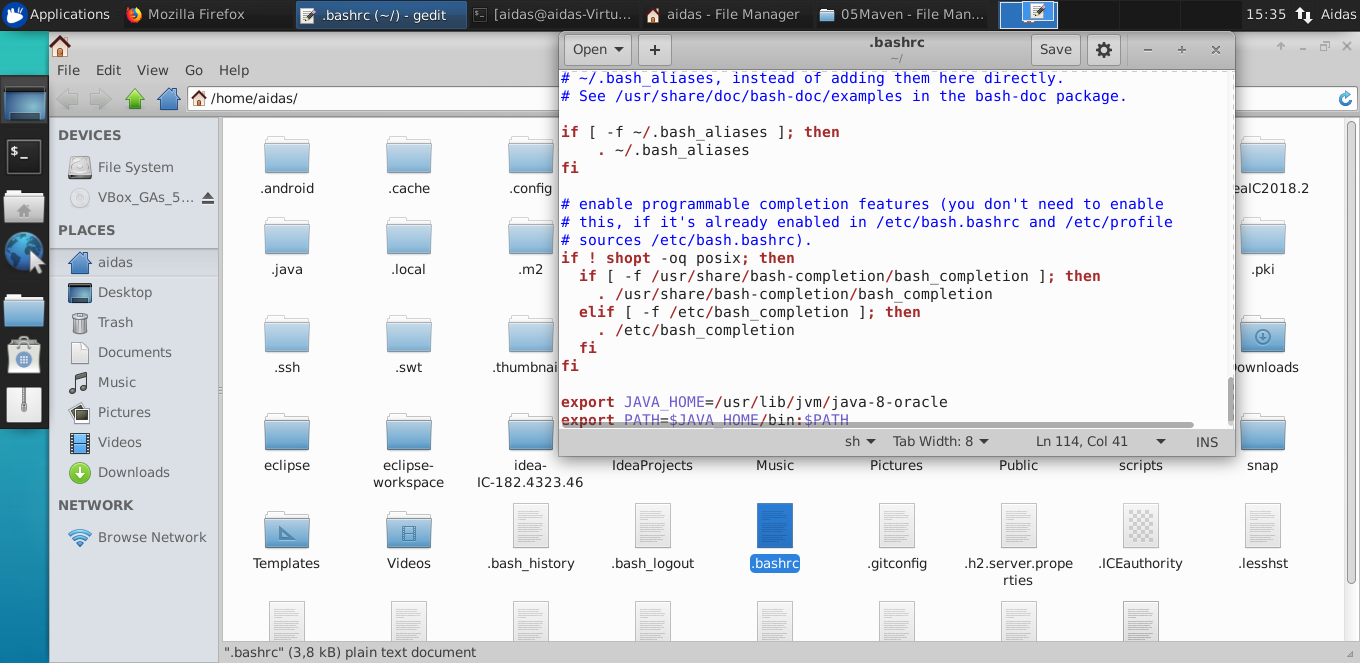 Applications
Mozilla Firefox
.bashrc (~/) - gedit
[aidas@aidas-Virtu...
aidas - File Manager
05Maven - File Man...
15:35
Aidas
File Edit View Go Help
/home/aidas/
DEVICES
File System
VBox_GAs_5...
PLACES
aidas
Desktop
Trash
Documents
Music
Pictures
Videos
Downloads
NETWORK
Browse Network
Open
.bashrc
~/
Save
# ~/.bash_aliases, instead of adding them here directly.
# See /usr/share/doc/bash-doc/examples in the bash-doc package.
if [ -f ~/.bash_aliases ]; then
. ~/.bash_aliases
fi
# enable programmable completion features (you don't need to enable
# this, if it's already enabled in /etc/bash.bashrc and /etc/profile
# sources /etc/bash.bashrc).
if ! shopt -oq posix; then
if [ -f /usr/share/bash-completion/bash_completion ]; then
. /usr/share/bash-completion/bash_completion
elif [ -f /etc/bash_completion ]; then
. /etc/bash_completion
fi
fi
export JAVA_HOME=/usr/lib/jvm/java-8-oracle
export PATH=$JAVA_HOME/bin:$PATH
sh Tab Width: 8 Ln 114, Col 41 INS
.android .cache .config eaIC2018.2
.java .local .m2 .pki
.ssh .swt .thumbnai ownloads
eclipse
eclipse-
workspace
idea-
IC-182.4323.46
IdeaProjects Music Pictures Public scripts snap
Templates Videos .bash_history .bash_logout .bashrc .gitconfig
.h2.server.prope
rties
.ICEauthority .lesshst
".bashrc" (3,8 kB) plain text document